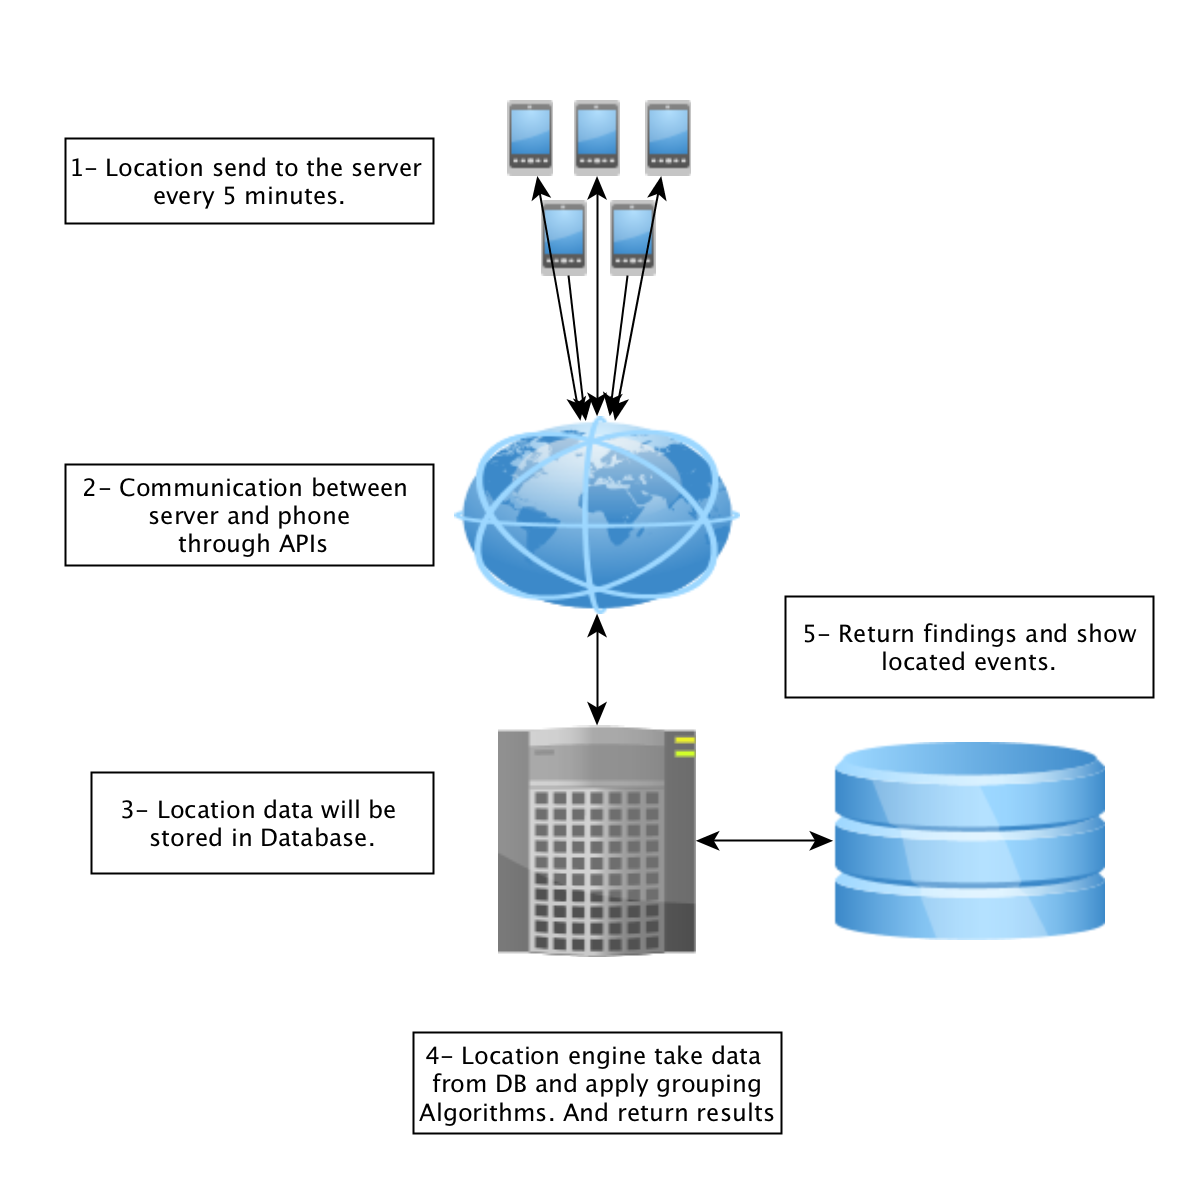 1- Location send to the server
every 5 minutes.
2- Communication between
server and phone
through APIs
3- Location data will be
stored in Database.
4- Location engine take data
from DB and apply grouping
Algorithms. And return results
5- Return findings and show
located events.